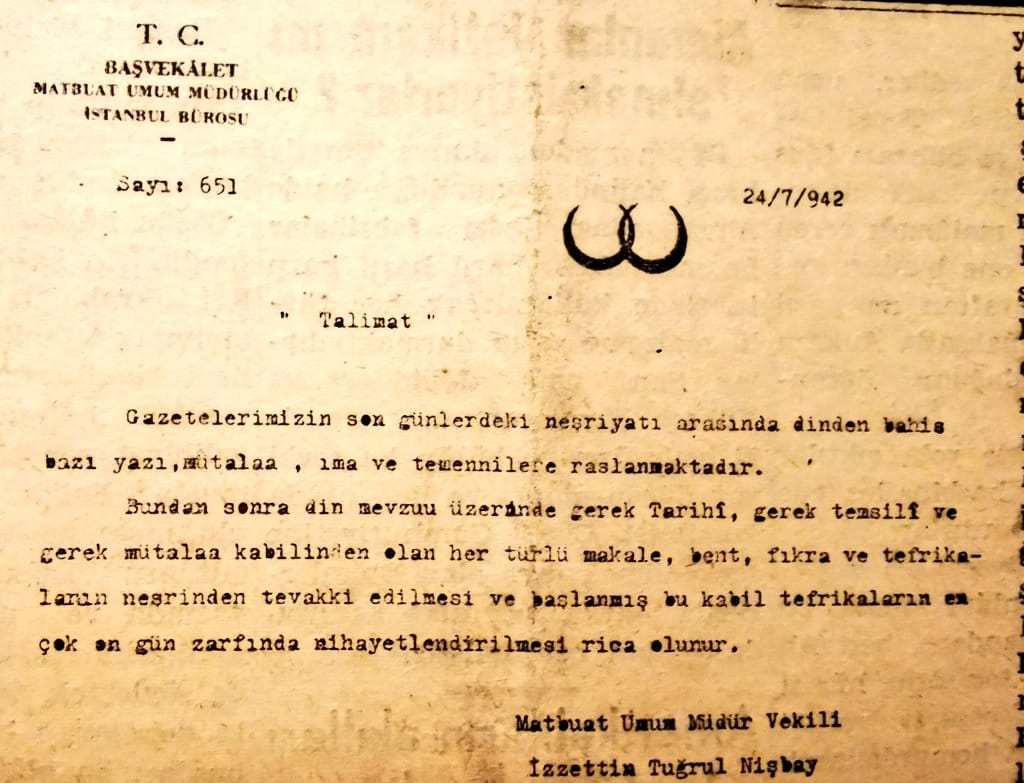 T. C.
BAŞVEKÂLET
MATBUAT UMUM MÜDÜRLÜĞÜ
İSTANBUL BÜROSU
Sayı: 651
24/7/942
" Talimat "
Gazetelerimizin son günlerdeki neşriyatı arasında dinden bahis
bazı yazı,mütalaa , ıma ve temennilere raslanmaktadır.
Bundan sonra din mevzuu üzerinde gerek Tarihî, gerek temsilî ve
gerek mütalaa kabilinden olan her türlü makale, bent, fıkra ve tefrika-
ların neşrinden tevakki edilmesi ve başlanmış bu kabil tefrikaların en
çok on gün zarfında nihayetlendirilmesi rica olunur.
Matbuat Umum Müdür Vekili
İzzettin Tuğrul Nişbay